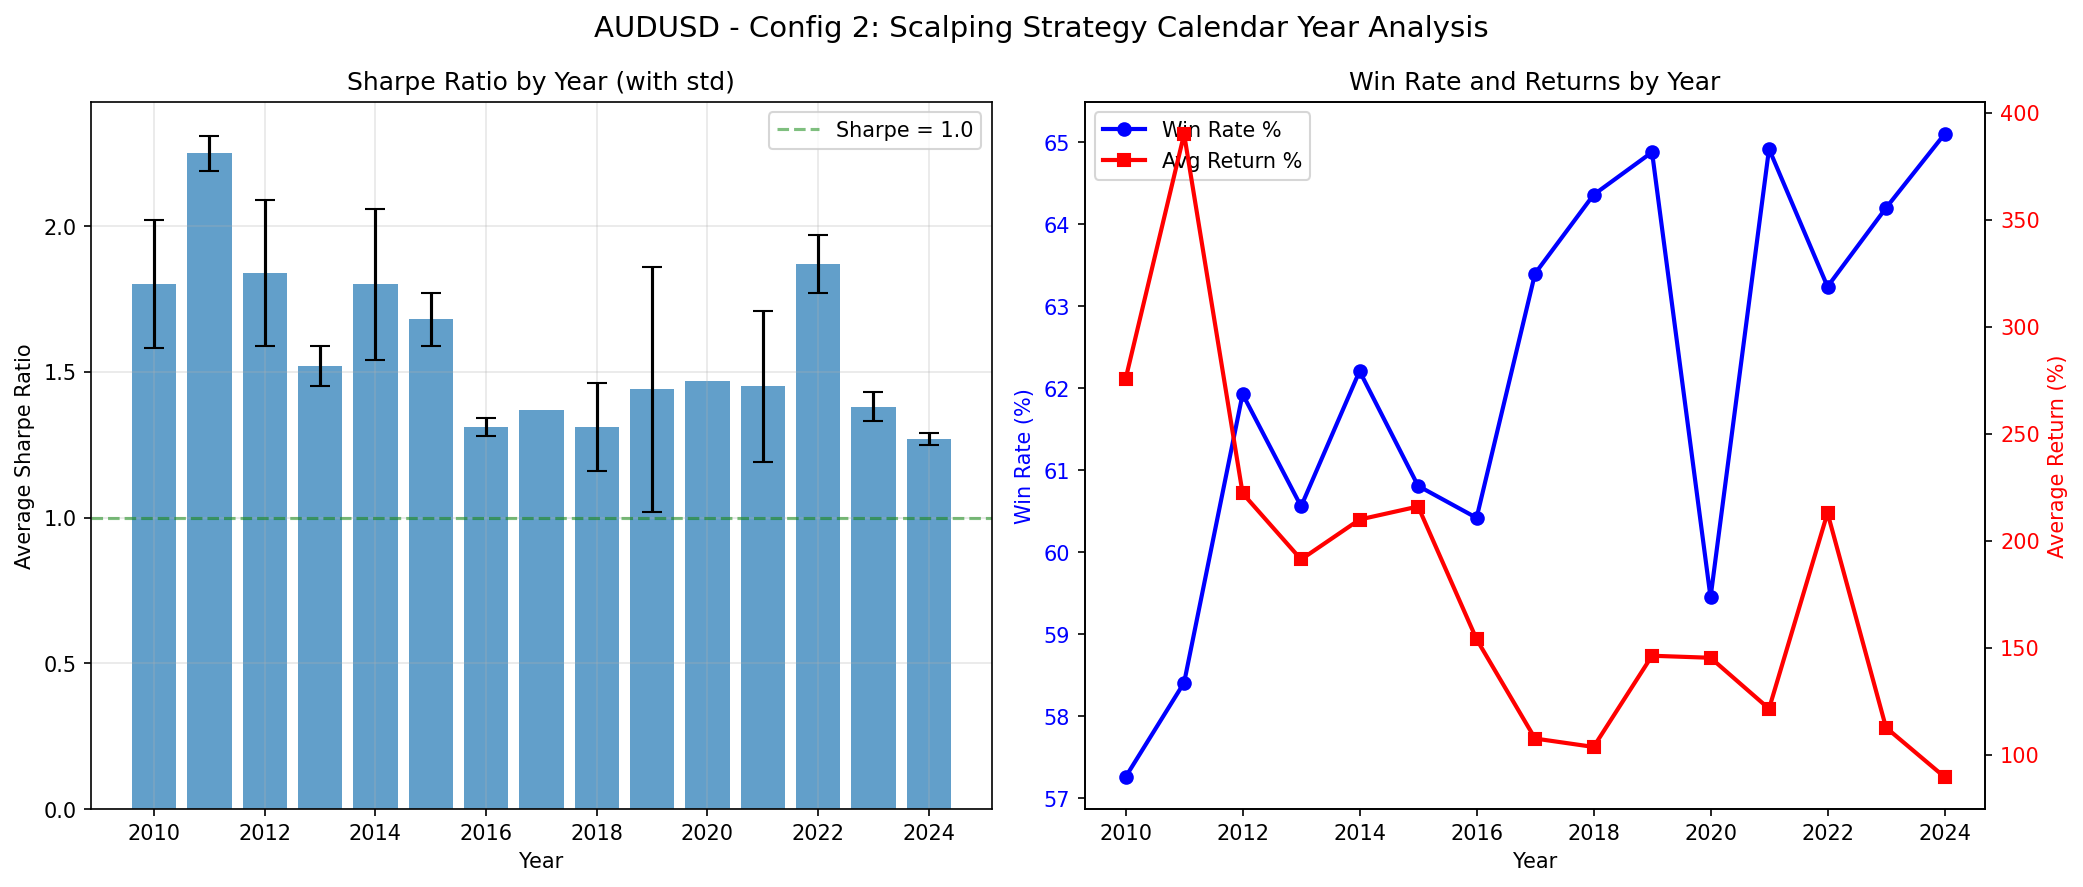 AUDUSD - Config 2: Scalping Strategy Calendar Year Analysis
Sharpe Ratio by Year (with std)
Sharpe = 1.0
Average Sharpe Ratio
2.0
1.5
1.0
0.5
0.0
2010 2012 2014 2016 2018 2020 2022 2024
Year
Win Rate and Returns by Year
Win Rate %
Avg Return %
Win Rate (%)
65
64
63
62
61
60
59
58
57
400
350
300
250
200
150
100
Average Return (%)
2010 2012 2014 2016 2018 2020 2022 2024
Year